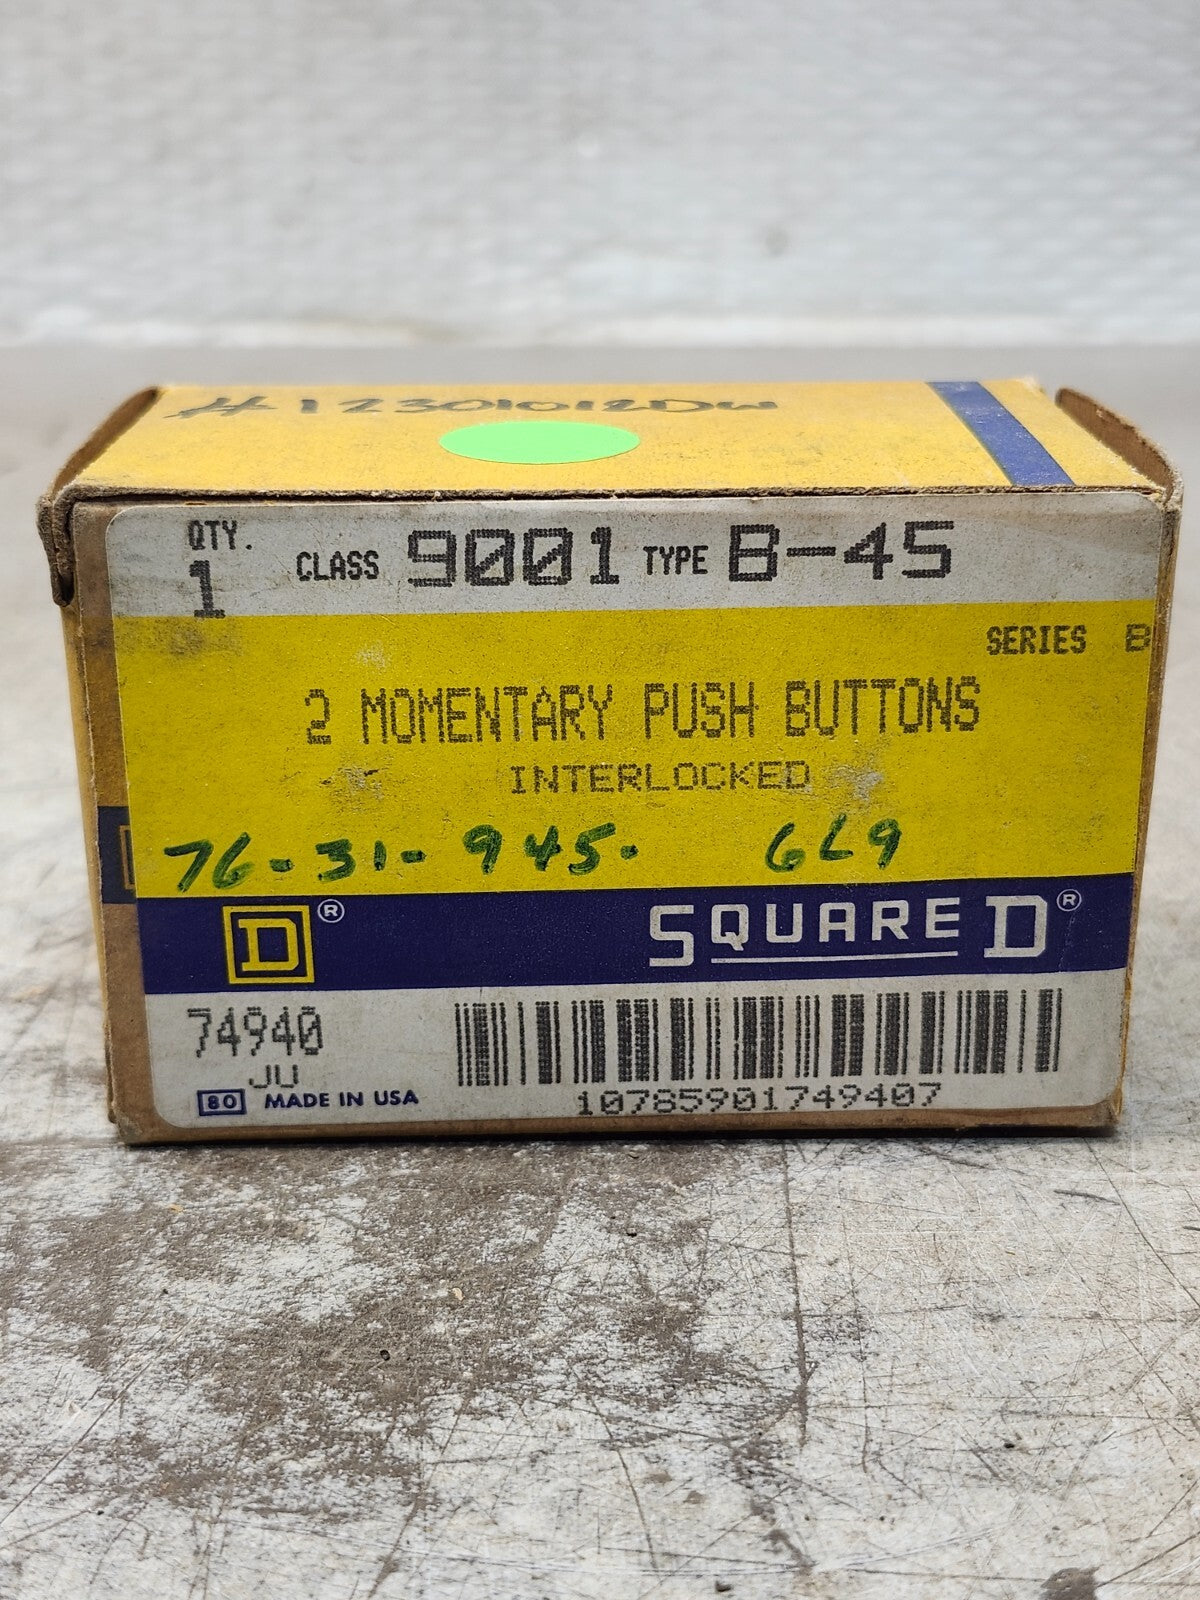 #12301012DW
QTY. 1 CLASS 9001 TYPE B-45
SERIES B
2 MOMENTARY PUSH BUTTONS
INTERLOCKED
76-31-945. 6L9
D® SQUARE D®
74940
JU
80 MADE IN USA
10785901749407